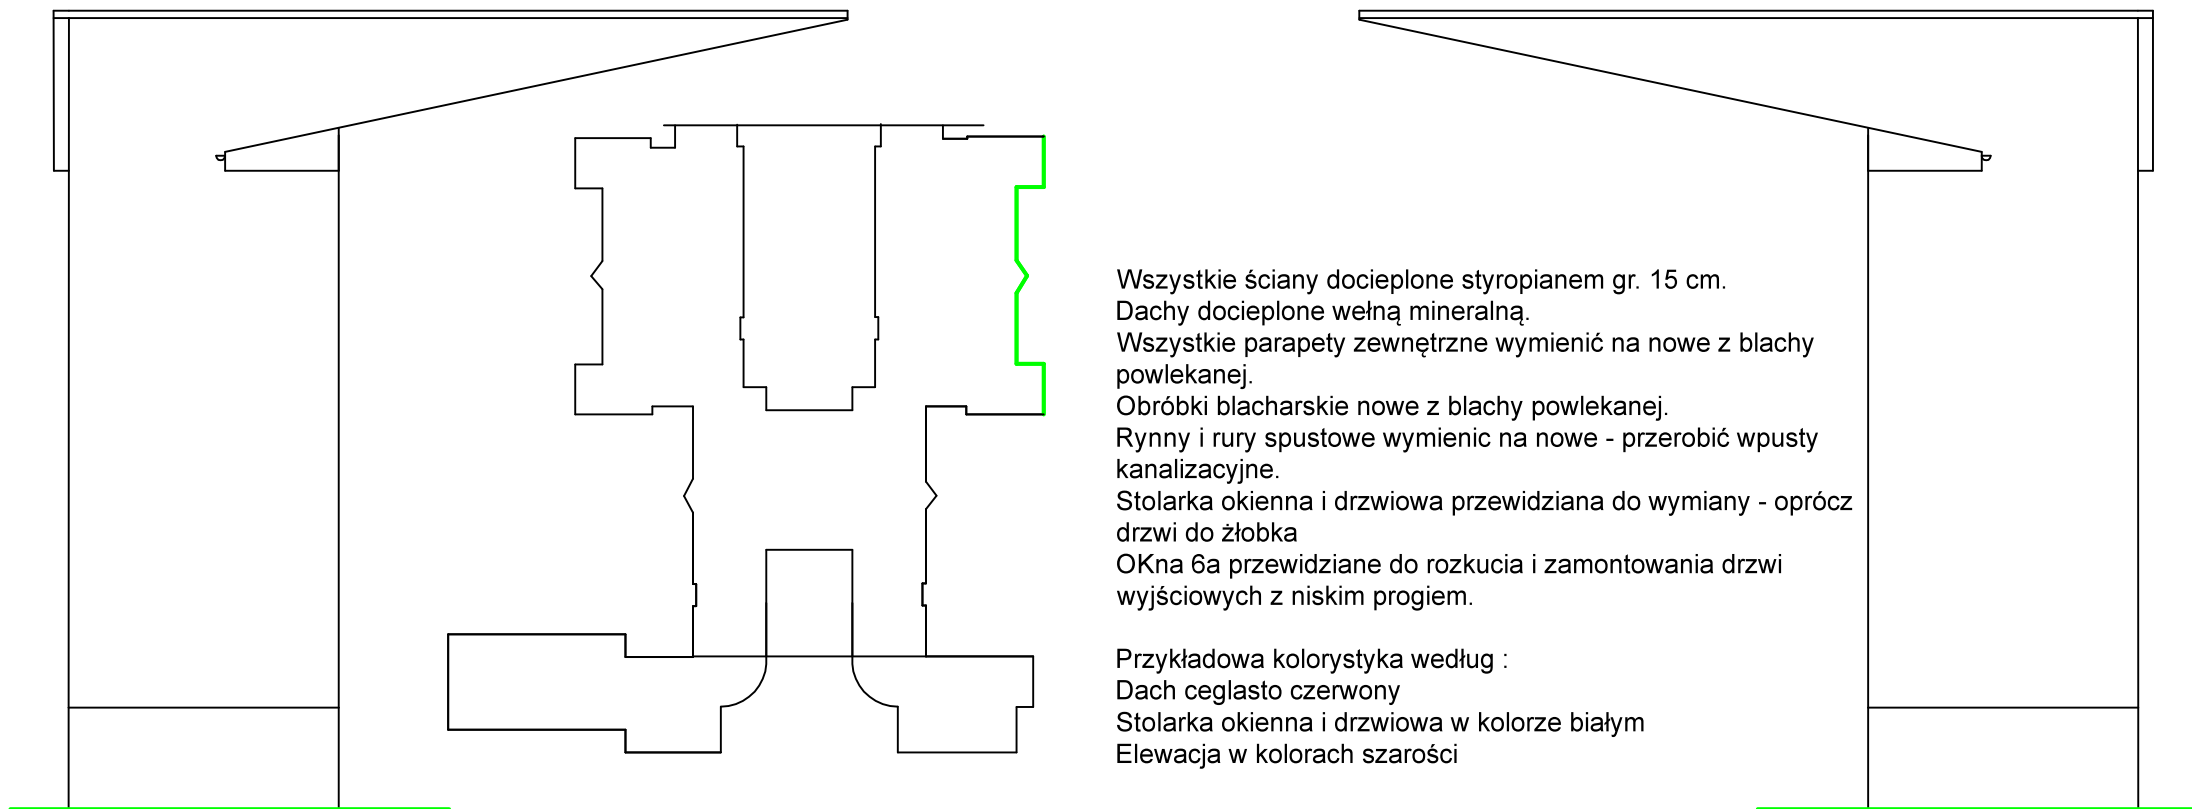 Wszystkie ściany docieplone styropianem gr. 15 cm.
Dachy docieplone wełną mineralną.
Wszystkie parapety zewnętrzne wymienić na nowe z blachy
powlekanej.
Obróbki blacharskie nowe z blachy powlekanej.
Rynny i rury spustowe wymienic na nowe - przerobić wpusty
kanalizacyjne.
Stolarka okienna i drzwiowa przewidziana do wymiany - oprócz
drzwi do żłobka
OKna 6a przewidziane do rozkucia i zamontowania drzwi
wyjściowych z niskim progiem.
Przykładowa kolorystyka według :
Dach ceglasto czerwony
Stolarka okienna i drzwiowa w kolorze białym
Elewacja w kolorach szarości